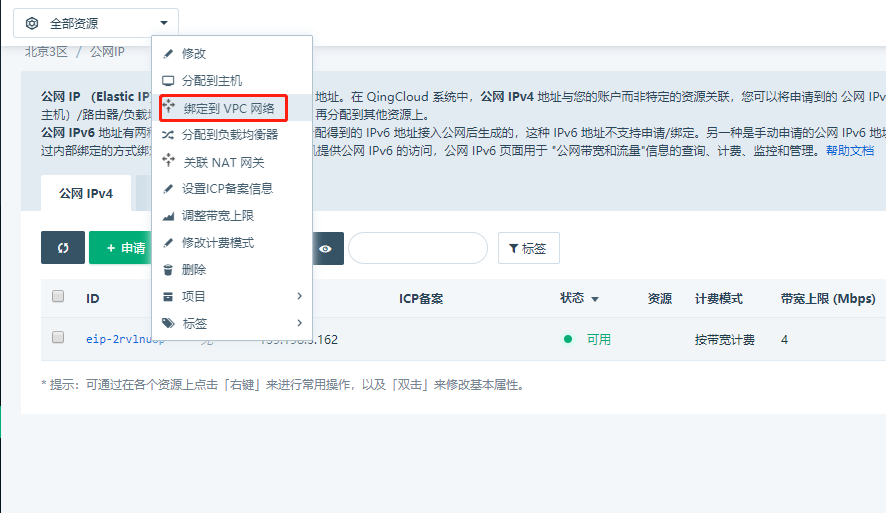 全部资源
北京3区 / 公网IP
修改
分配到主机
绑定到 VPC 网络
分配到负载均衡器
关联 NAT 网关
设置ICP备案信息
调整带宽上限
修改计费模式
删除
项目
标签
公网 IP （Elastic IP 地址。在 QingCloud 系统中，公网 IPv4 地址与您的账户而非特定的资源关联，您可以将申请到的 公网 IPv
主机）/路由器/负载 再分配到其他资源上。
公网 IPv6 地址有两种 配得到的 IPv6 地址接入公网后生成的，这种 IPv6 地址不支持申请/绑定。另一种是手动申请的公网 IPv6 地址
过内部绑定的方式绑 机提供公网 IPv6 的访问，公网 IPv6 页面用于 "公网带宽和流量"信息的查询、计费、监控和管理。帮助文档
公网 IPv4
+ 申请 标签
ID ICP备案 状态 资源 计费模式 带宽上限 (Mbps)
eip-2rv1nu 162 可用 按带宽计费 4
* 提示：可通过在各个资源上点击「右键」来进行常用操作，以及「双击」来修改基本属性。